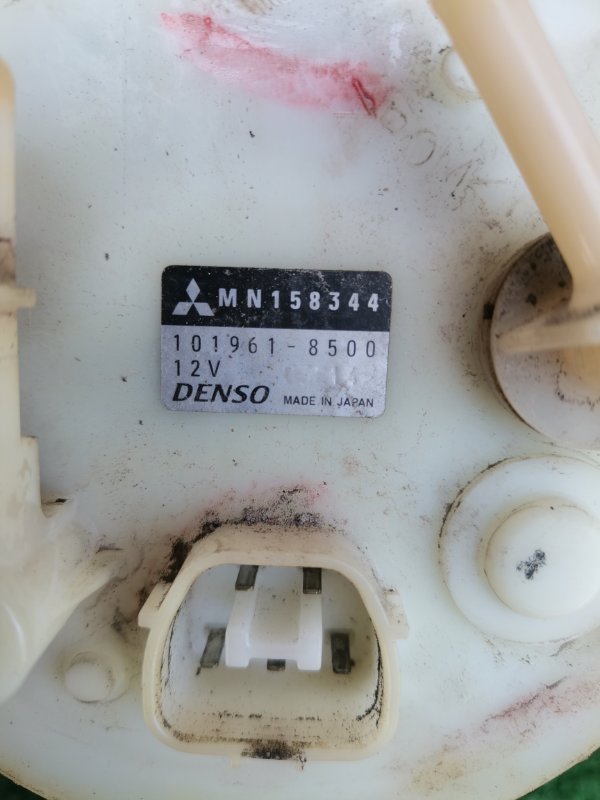 MN158344
101961-8500
12V
DENSO MADE IN JAPAN